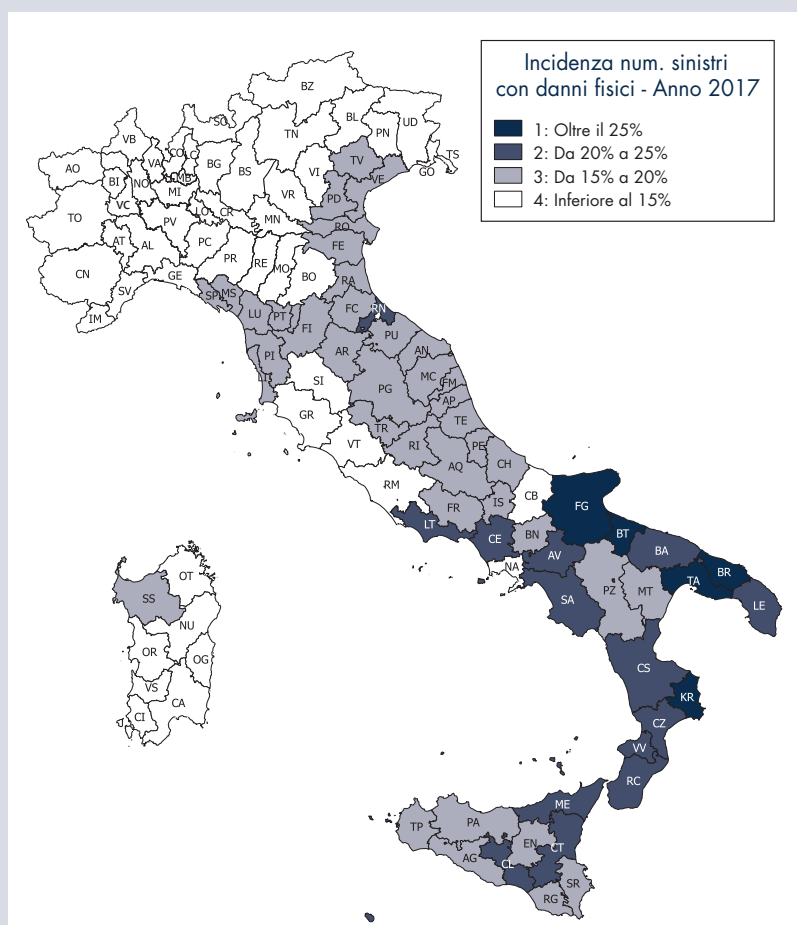 Incidenza num. sinistri
con danni fisici - Anno 2017
1: Oltre il 25%
2: Da 20% a 25%
3: Da 15% a 20%
4: Inferiore al 15%
BZ
VB
SO
TN
BL
PN
UD
AO
BI
NO
VA
CO
LC
BG
BS
VI
TV
VE
TS
GO
MB
MI
TO
VC
PV
LO
CR
MN
VR
PD
RO
AT
AL
PC
PR
RE
MO
BO
FE
CN
SV
GE
IM
SP
MS
LU
PT
FI
RA
FC
RN
PU
PI
AR
AN
LI
SI
PG
MC
FM
AP
GR
TR
TE
VT
RI
PE
AQ
CH
RM
FR
IS
CB
FG
LT
CE
BN
BT
NA
AV
BA
SA
PZ
MT
TA
BR
LE
OT
SS
NU
OR
OG
VS
CI
CA
CS
KR
CZ
VV
RC
ME
TP
PA
EN
AG
CL
CT
SR
RG